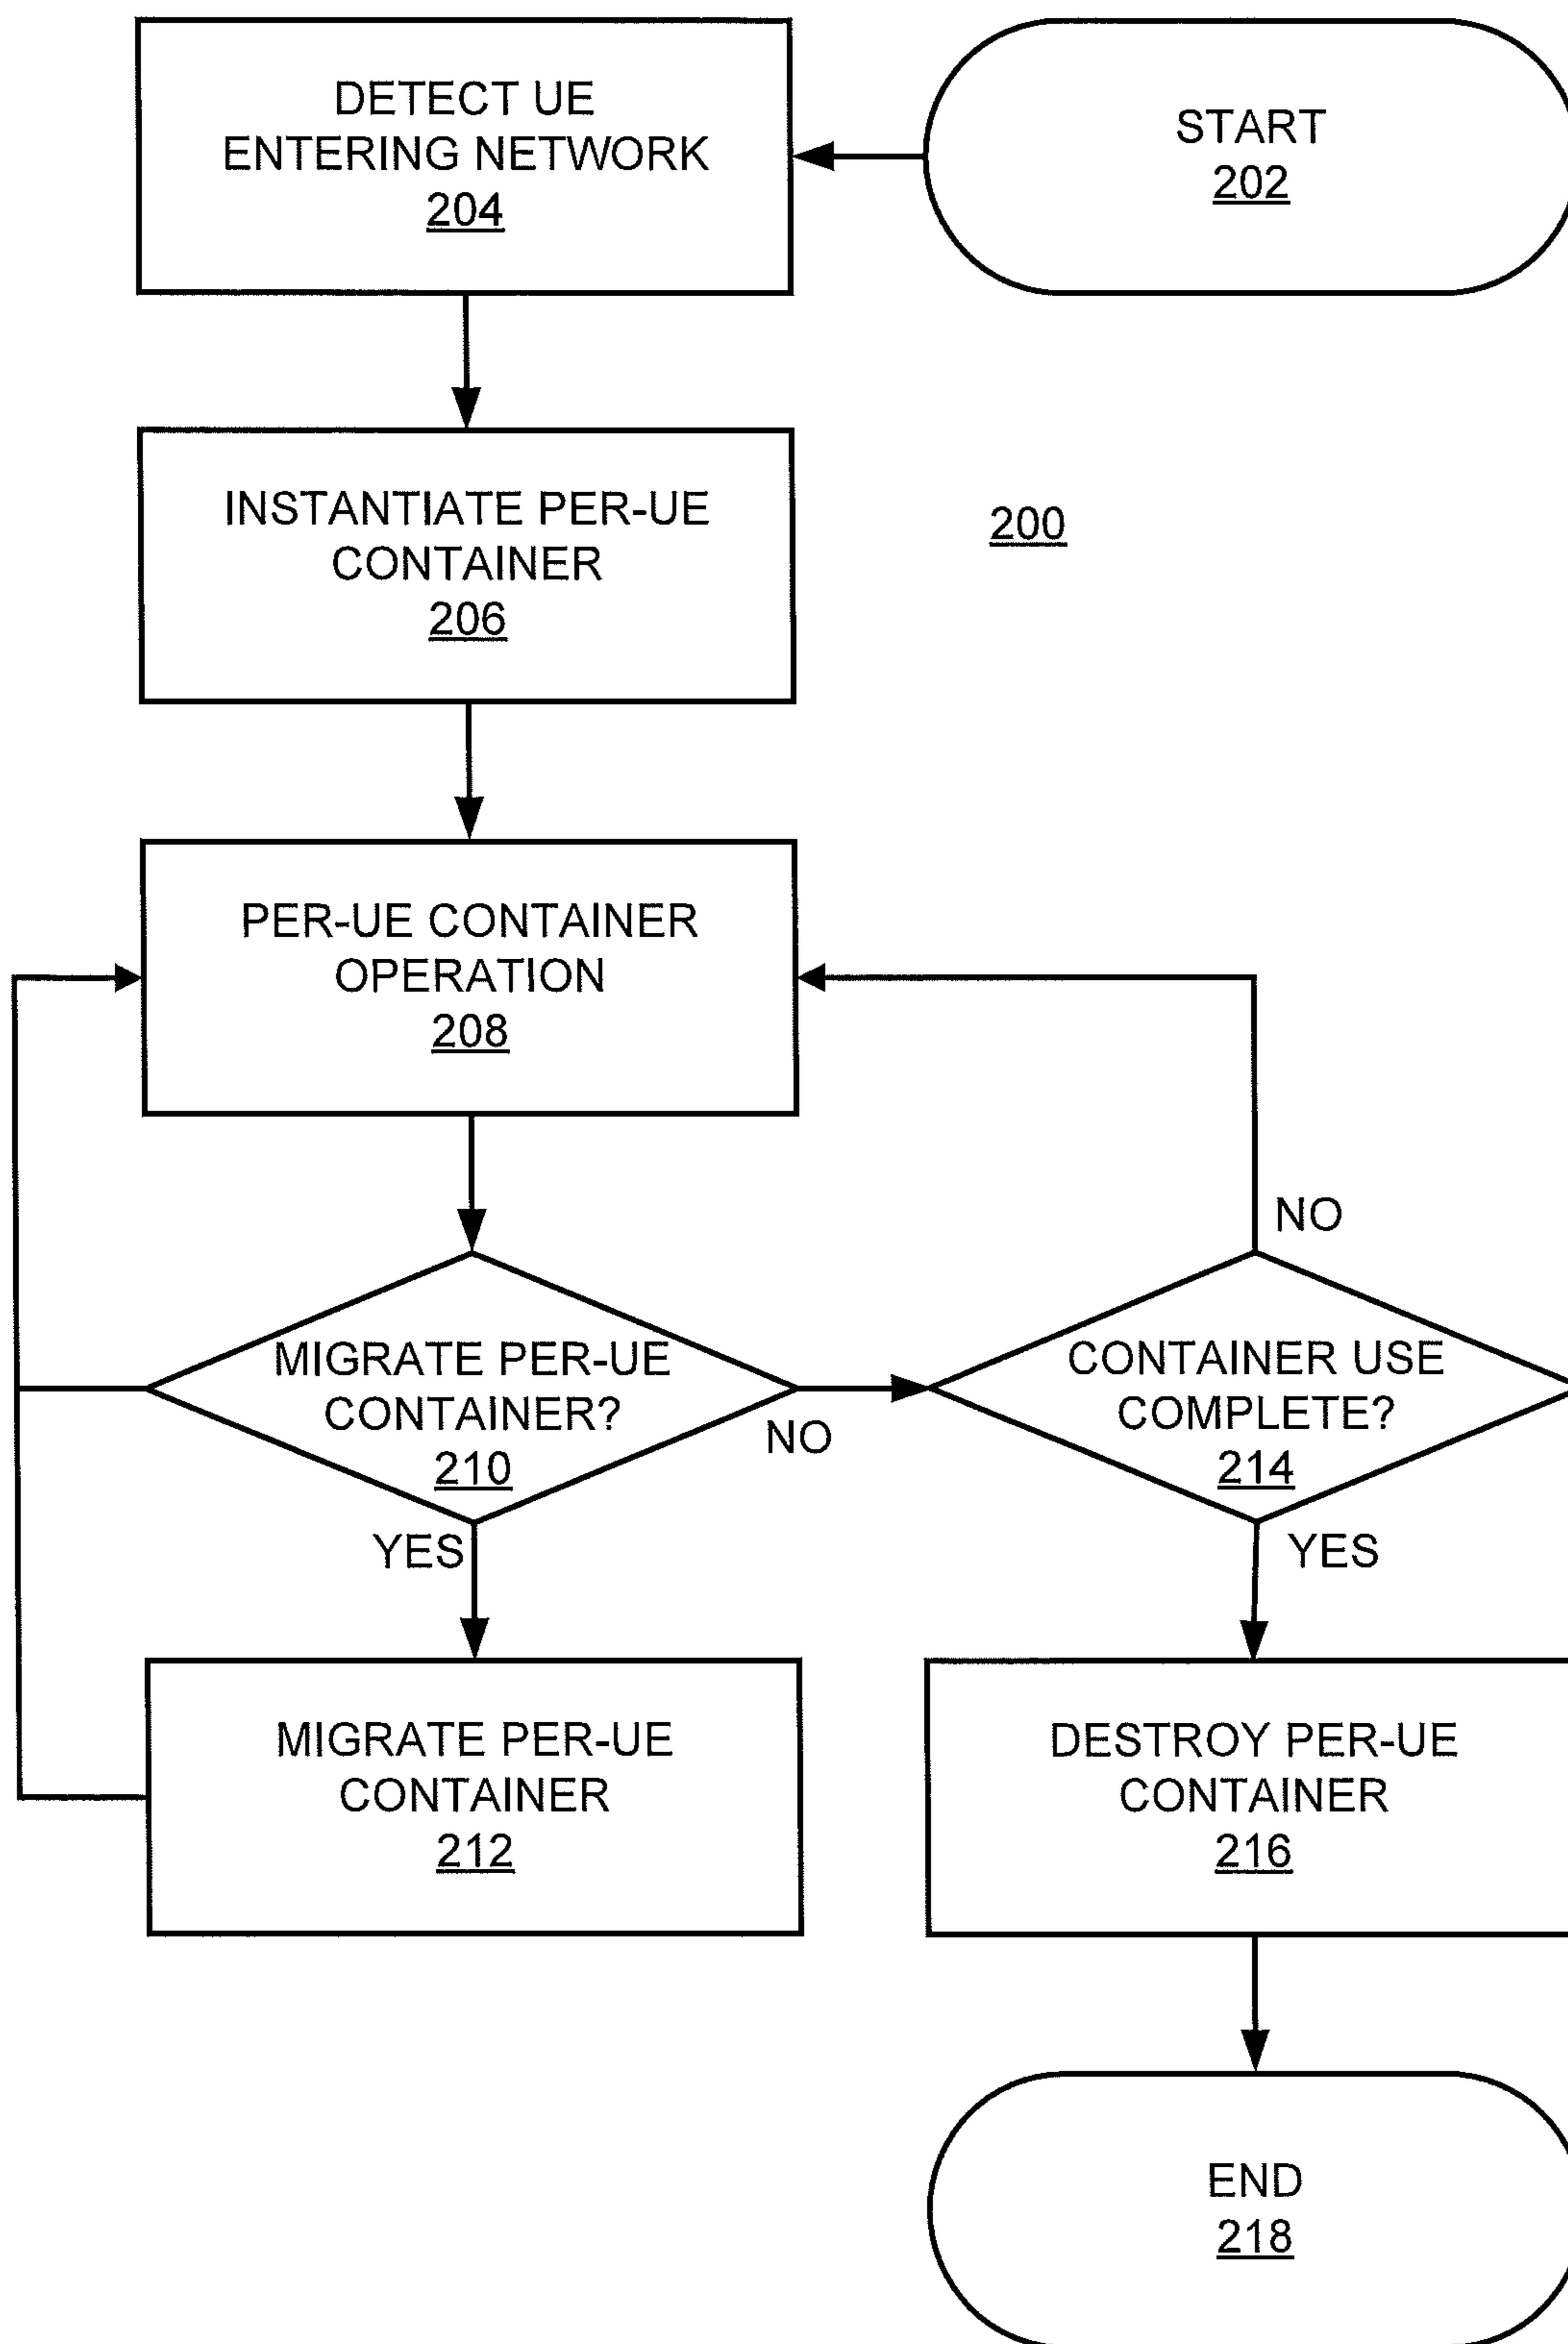 START
202
DETECT UE
ENTERING NETWORK
204
INSTANTIATE PER-UE
CONTAINER
206
200
PER-UE CONTAINER
OPERATION
208
MIGRATE PER-UE
CONTAINER?
210
NO
YES
MIGRATE PER-UE
CONTAINER
212
CONTAINER USE
COMPLETE?
214
NO
YES
DESTROY PER-UE
CONTAINER
216
END
218